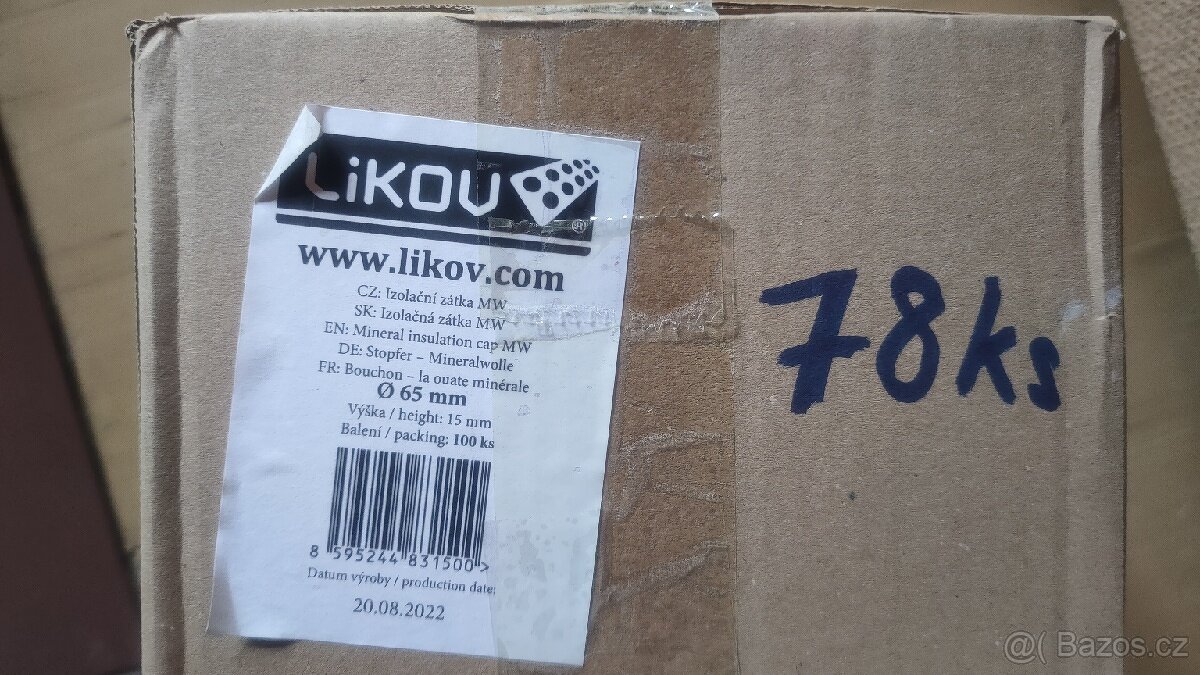 LiKOV
®
www.likov.com
CZ: Izolační zátka MW
SK: Izolačná zátka MW
EN: Mineral insulation cap MW
DE: Stopfer – Mineralwolle
FR: Bouchon – la ouate minérale
Ø 65 mm
Výška / height: 15 mm
Balení / packing: 100 ks
8 595244 831500 >
Datum výroby / production date:
20.08.2022
78ks
@( Bazos.cz